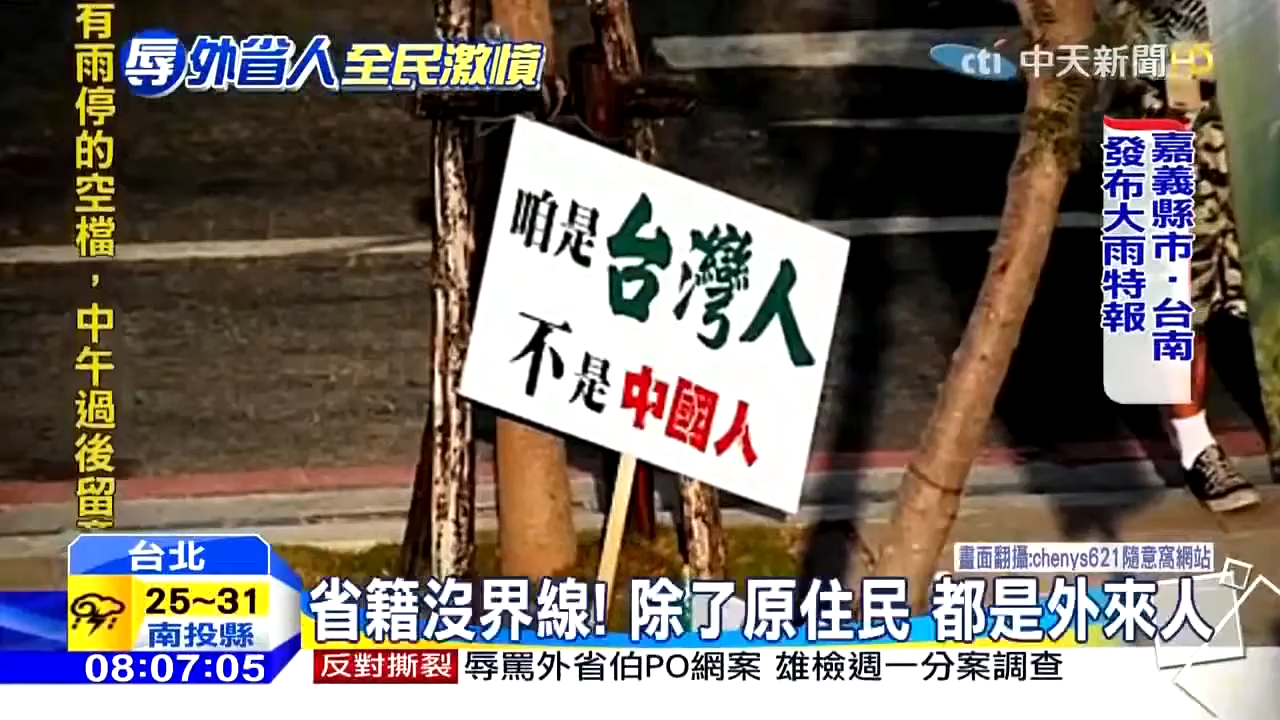 有雨停的空檔，中午過後留
辱外省人 全民激憤
cti 中天新聞HD
嘉義縣市．台南
發布大雨特報
咱是台灣人
不是中國人
畫面翻攝:chenys621隨意窩網站
台北
25~31
南投縣
08:07:05
省籍沒界線! 除了原住民 都是外來人
反對撕裂 辱罵外省伯PO網案 雄檢週一分案調查